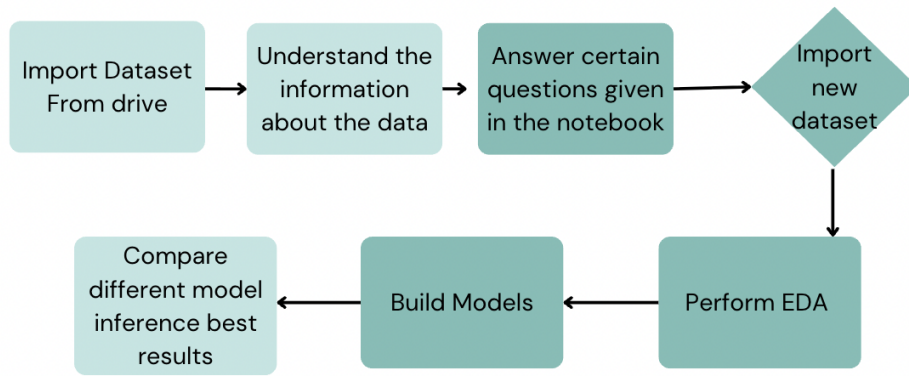 Import Dataset
From drive
Understand the
information
about the data
Answer certain
questions given
in the notebook
Import
new
dataset
Perform EDA
Build Models
Compare
different model
inference best
results